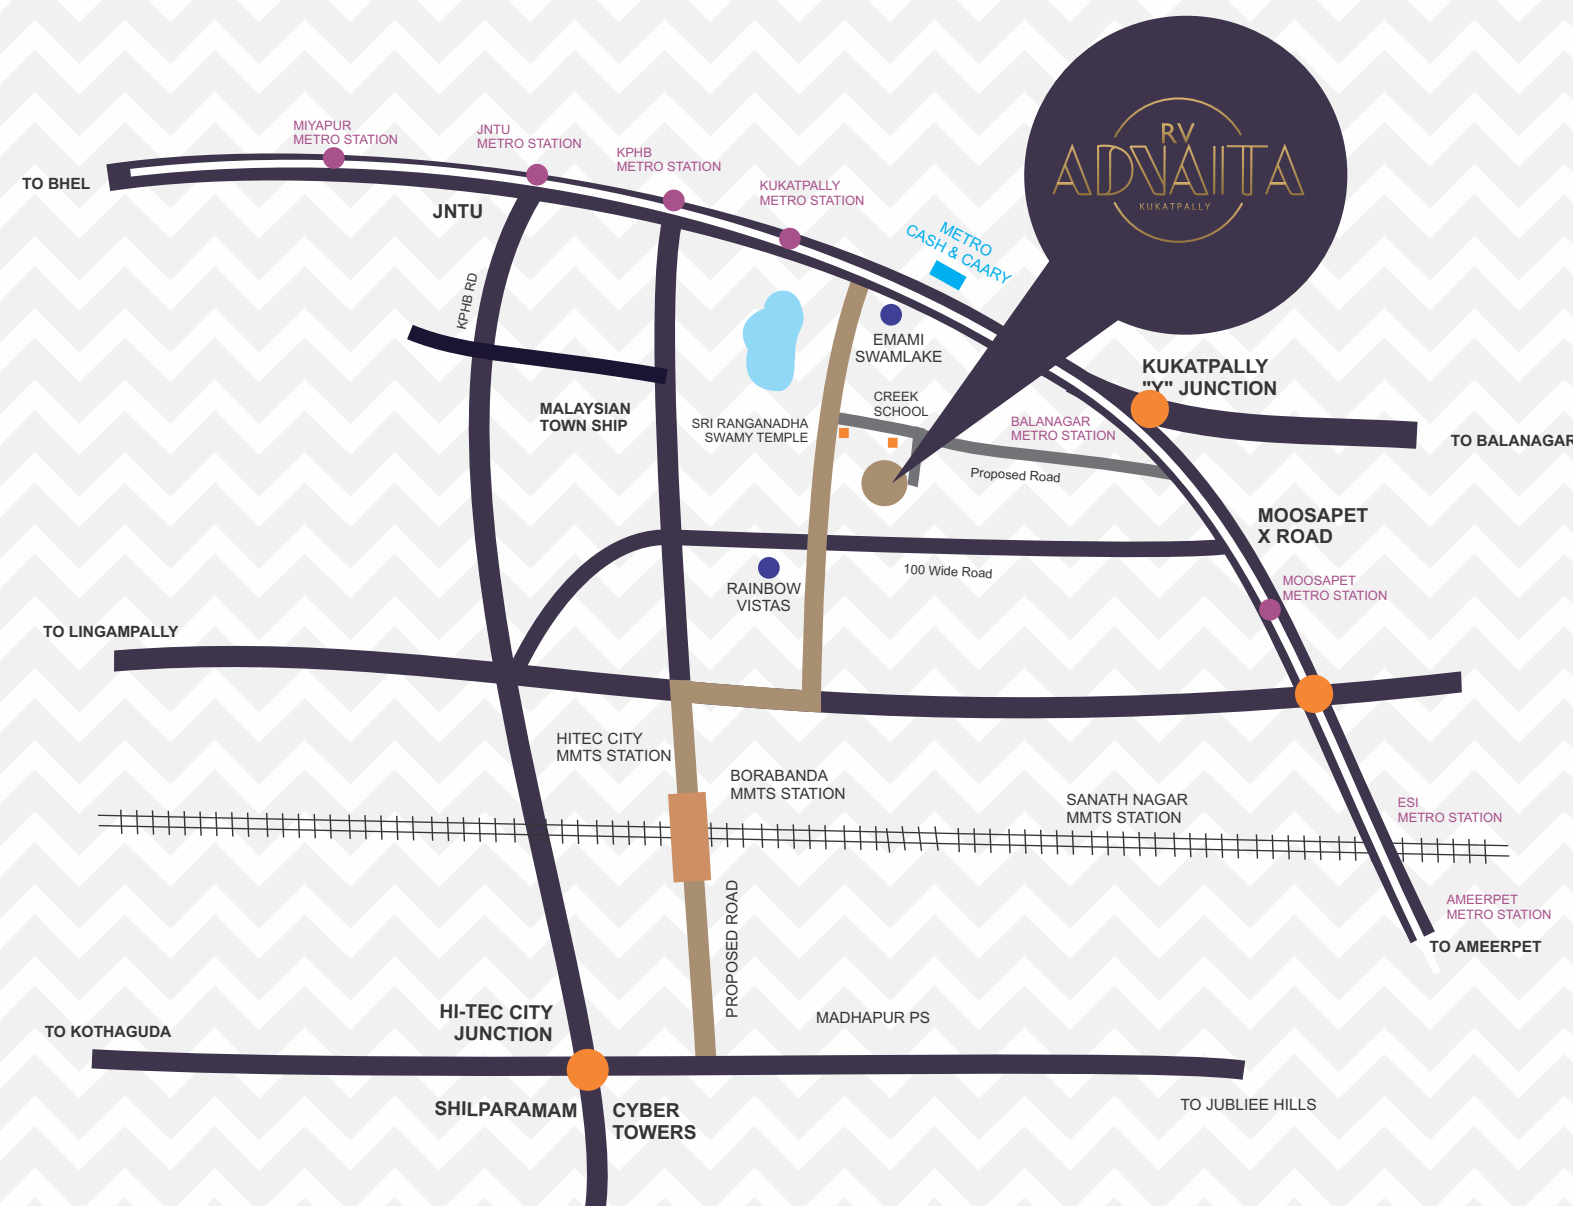 RV
ADVAITA
KUKATPALLY
MIYAPUR
METRO STATION
JNTU
METRO STATION
KPHB
METRO STATION
KUKATPALLY
METRO STATION
TO BHEL
JNTU
METRO
CASH & CAARY
KPHB RD
EMAMI
SWAMLAKE
KUKATPALLY
"Y" JUNCTION
CREEK
SCHOOL
MALAYSIAN
TOWN SHIP
SRI RANGANADHA
SWAMY TEMPLE
BALANAGAR
METRO STATION
TO BALANAGAR
Proposed Road
MOOSAPET
X ROAD
100 Wide Road
RAINBOW
VISTAS
MOOSAPET
METRO STATION
TO LINGAMPALLY
HITEC CITY
MMTS STATION
BORABANDA
MMTS STATION
SANATH NAGAR
MMTS STATION
ESI
METRO STATION
PROPOSED ROAD
AMEERPET
METRO STATION
TO AMEERPET
HI-TEC CITY
JUNCTION
MADHAPUR PS
TO KOTHAGUDA
SHILPARAMAM
CYBER
TOWERS
TO JUBLIEE HILLS